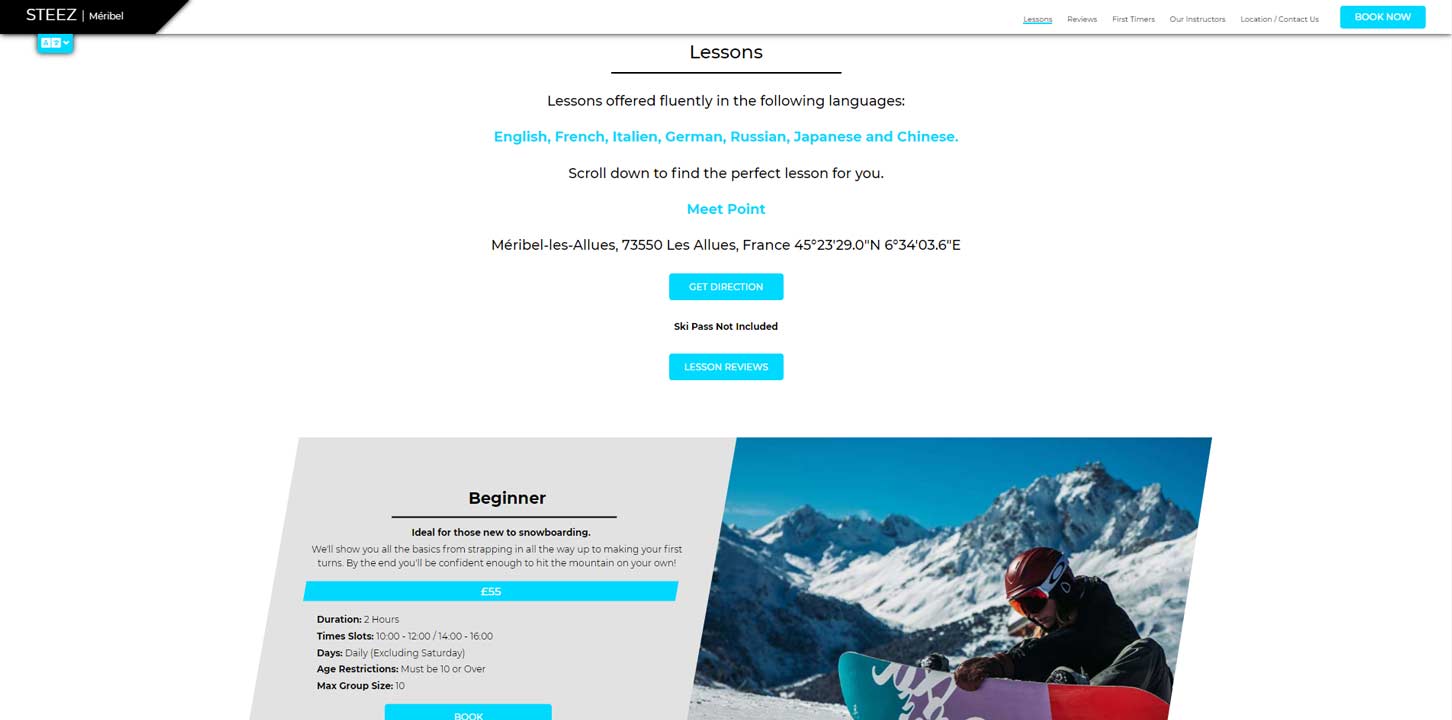 STEEZ | Méribel
Lessons Reviews First Timers Our Instructors Location / Contact Us BOOK NOW
Lessons
Lessons offered fluently in the following languages:
English, French, Italien, German, Russian, Japanese and Chinese.
Scroll down to find the perfect lesson for you.
Meet Point
Méribel-les-Allues, 73550 Les Allues, France 45°23'29.0"N 6°34'03.6"E
GET DIRECTION
Ski Pass Not Included
LESSON REVIEWS
Beginner
Ideal for those new to snowboarding.
We'll show you all the basics from strapping in all the way up to making your first
turns. By the end you'll be confident enough to hit the mountain on your own!
£55
Duration: 2 Hours
Times Slots: 10:00 - 12:00 / 14:00 - 16:00
Days: Daily (Excluding Saturday)
Age Restrictions: Must be 10 or Over
Max Group Size: 10
BOOK